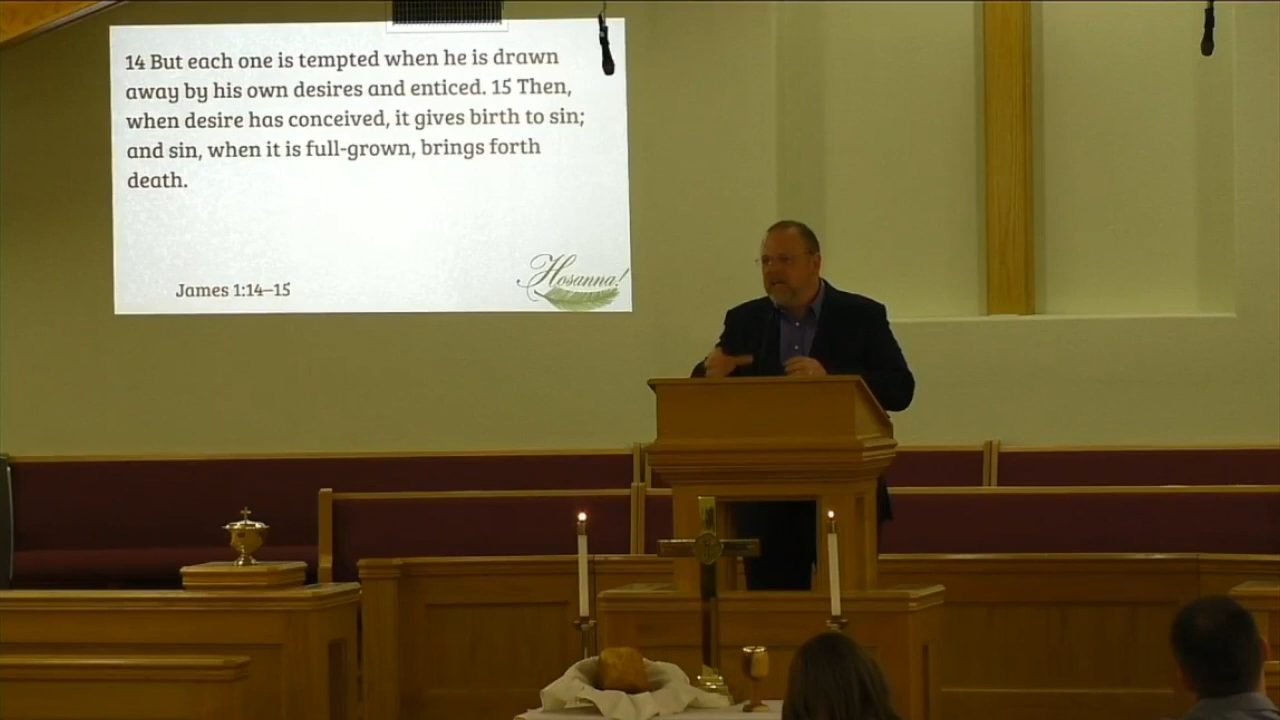 14 But each one is tempted when he is drawn
away by his own desires and enticed. 15 Then,
when desire has conceived, it gives birth to sin;
and sin, when it is full-grown, brings forth
death.
James 1:14–15
Hosanna!